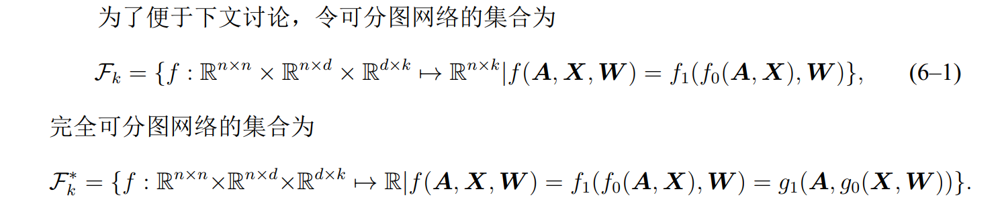 为了便于下文讨论，令可分图网络的集合为
$\mathcal{F}_k = \{f : \mathbb{R}^{n \times n} \times \mathbb{R}^{n \times d} \times \mathbb{R}^{d \times k} \mapsto \mathbb{R}^{n \times k} | f(\boldsymbol{A}, \boldsymbol{X}, \boldsymbol{W}) = f_1(f_0(\boldsymbol{A}, \boldsymbol{X}), \boldsymbol{W})\},$ (6–1)
完全可分图网络的集合为
$\mathcal{F}_k^* = \{f : \mathbb{R}^{n \times n} \times \mathbb{R}^{n \times d} \times \mathbb{R}^{d \times k} \mapsto \mathbb{R} | f(\boldsymbol{A}, \boldsymbol{X}, \boldsymbol{W}) = f_1(f_0(\boldsymbol{A}, \boldsymbol{X}), \boldsymbol{W}) = g_1(\boldsymbol{A}, g_0(\boldsymbol{X}, \boldsymbol{W}))\}.$